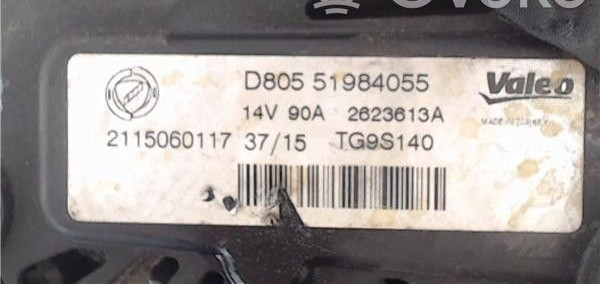 D805 51984055
Valeo
14V 90A 2623613A
2115060117 37/15 TG9S140